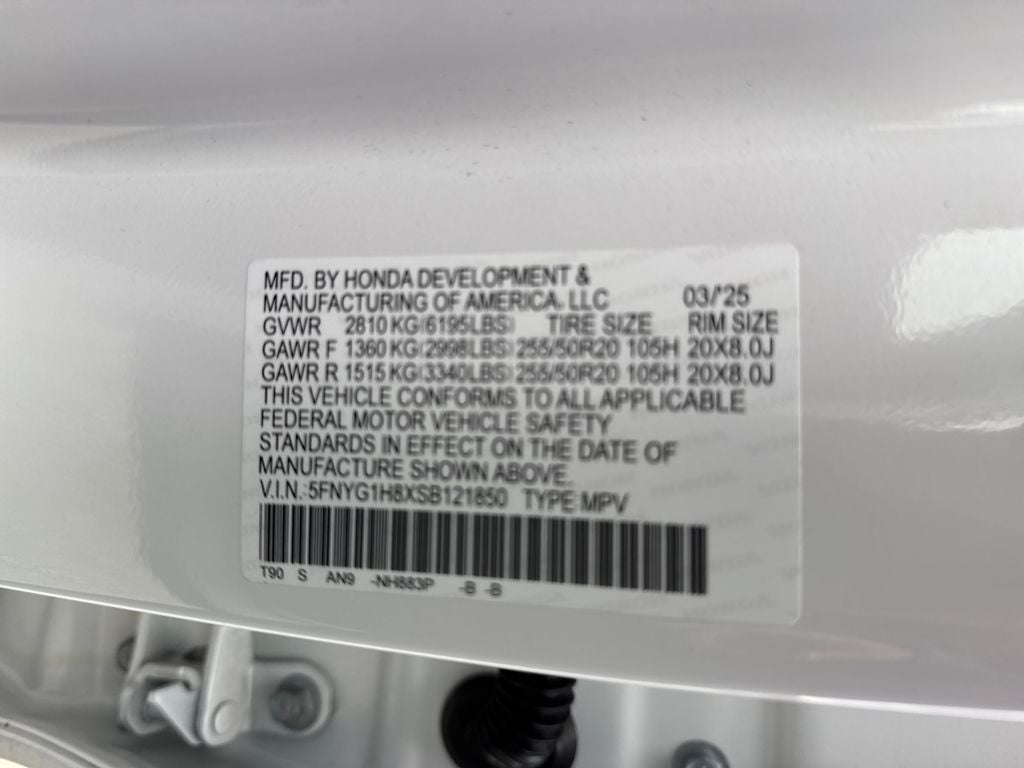 MFD. BY HONDA DEVELOPMENT &
MANUFACTURING OF AMERICA, LLC 03/'25
GVWR 2810 KG(6195LBS) TIRE SIZE RIM SIZE
GAWR F 1360 KG(2998LBS) 255/50R20 105H 20X8.0J
GAWR R 1515 KG(3340LBS) 255/50R20 105H 20X8.0J
THIS VEHICLE CONFORMS TO ALL APPLICABLE
FEDERAL MOTOR VEHICLE SAFETY
STANDARDS IN EFFECT ON THE DATE OF
MANUFACTURE SHOWN ABOVE.
V.I.N.:5FNYG1H8XSB121850 TYPE:MPV
T90 S AN9 -NH883P -B -B